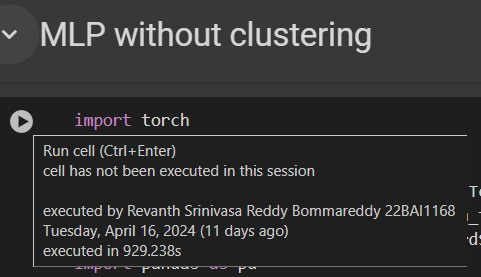 MLP without clustering
import torch
Run cell (Ctrl+Enter)
cell has not been executed in this session
executed by Revanth Srinivasa Reddy Bommareddy 22BAI1168
Tuesday, April 16, 2024 (11 days ago)
executed in 929.238s
import pandas as pd